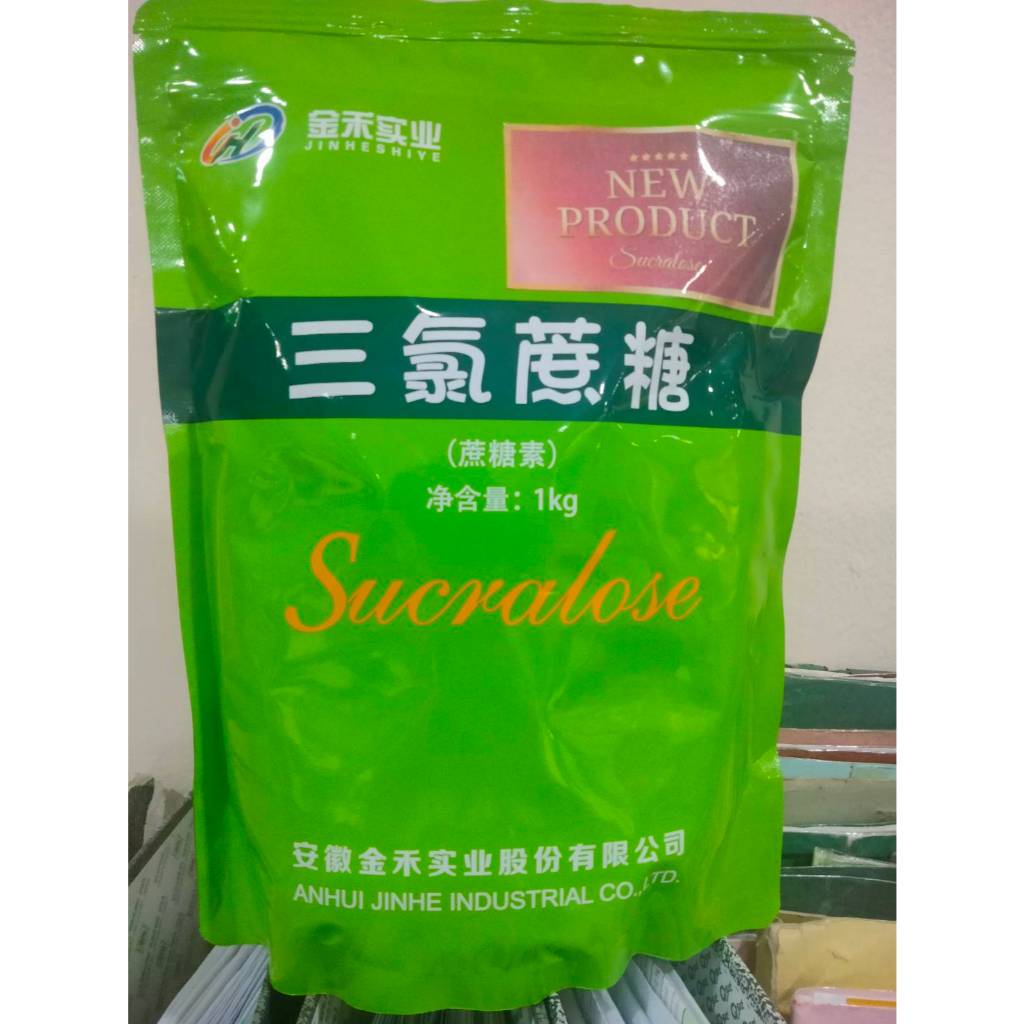 金禾实业
JINHESHIYE
NEW
PRODUCT
Sucralose
三氯蔗糖
（蔗糖素）
净含量：1kg
Sucralose
安徽金禾实业股份有限公司
ANHUI JINHE INDUSTRIAL CO.,LTD.